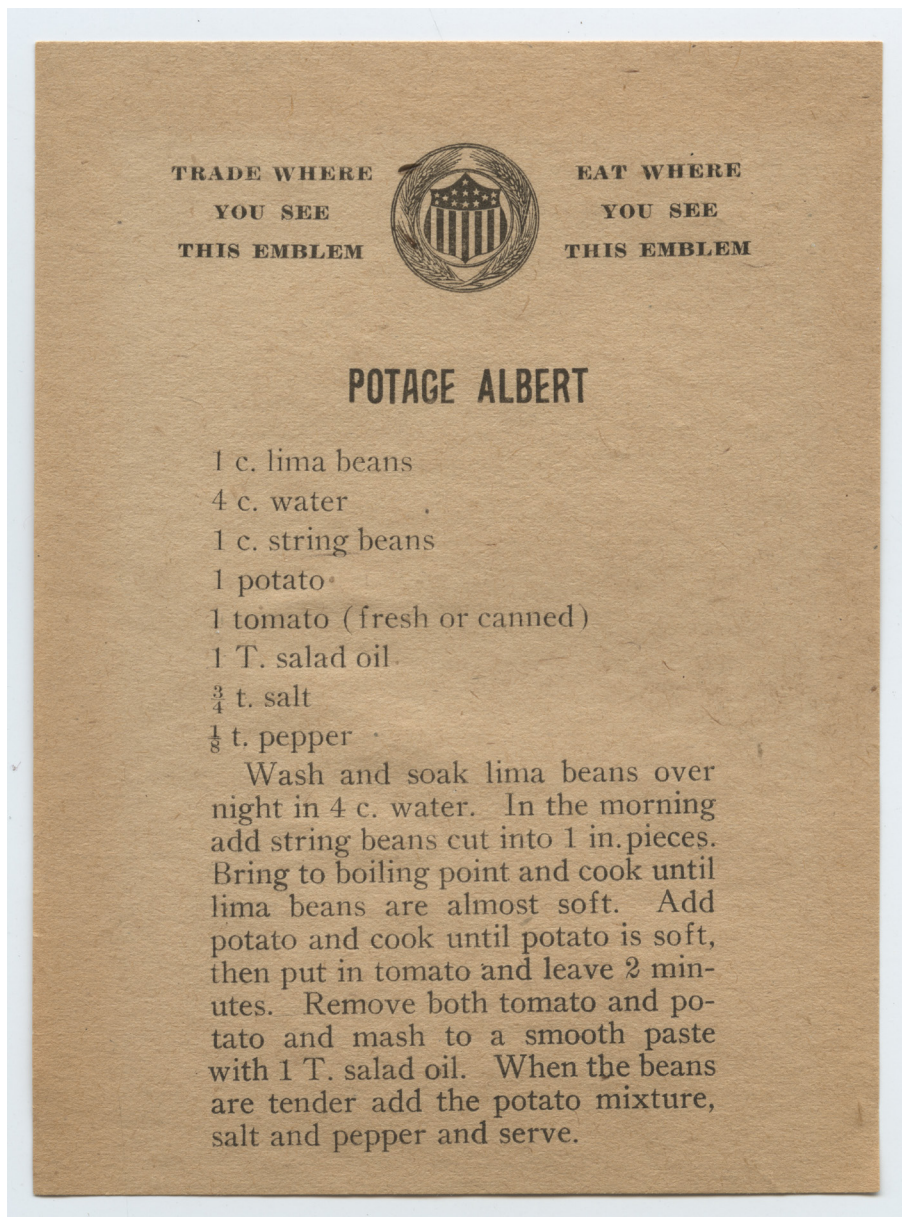 TRADE WHERE
YOU SEE
THIS EMBLEM
EAT WHERE
YOU SEE
THIS EMBLEM
POTAGE ALBERT
1 c. lima beans
4 c. water
1 c. string beans
1 potato
1 tomato (fresh or canned)
1 T. salad oil
¾ t. salt
⅛ t. pepper
Wash and soak lima beans over
night in 4 c. water. In the morning
add string beans cut into 1 in. pieces.
Bring to boiling point and cook until
lima beans are almost soft. Add
potato and cook until potato is soft,
then put in tomato and leave 2 min-
utes. Remove both tomato and po-
tato and mash to a smooth paste
with 1 T. salad oil. When the beans
are tender add the potato mixture,
salt and pepper and serve.